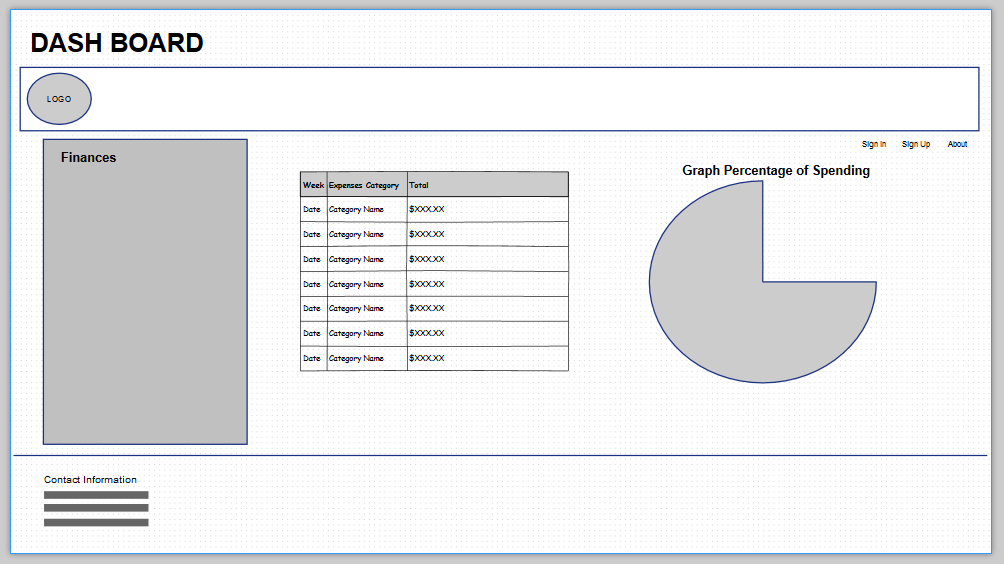 DASH BOARD
LOGO
Sign In Sign Up About
Finances
Graph Percentage of Spending
Week Expenses Category Total
Date Category Name $XXX.XX
Date Category Name $XXX.XX
Date Category Name $XXX.XX
Date Category Name $XXX.XX
Date Category Name $XXX.XX
Date Category Name $XXX.XX
Date Category Name $XXX.XX
Contact Information